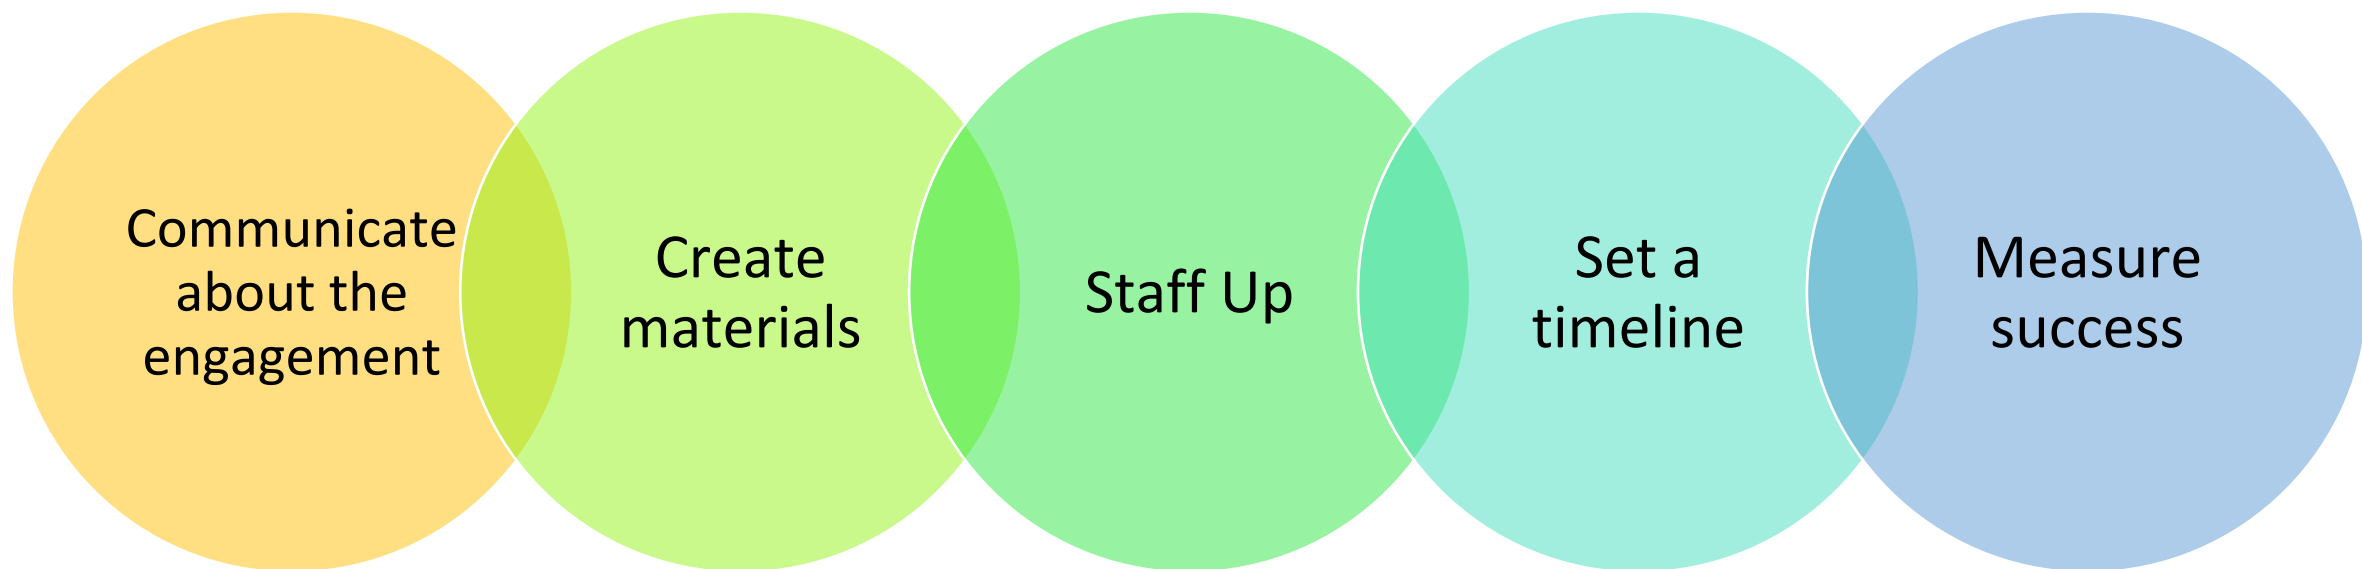 Communicate
about the
engagement
Create
materials
Staff Up
Set a
timeline
Measure
success